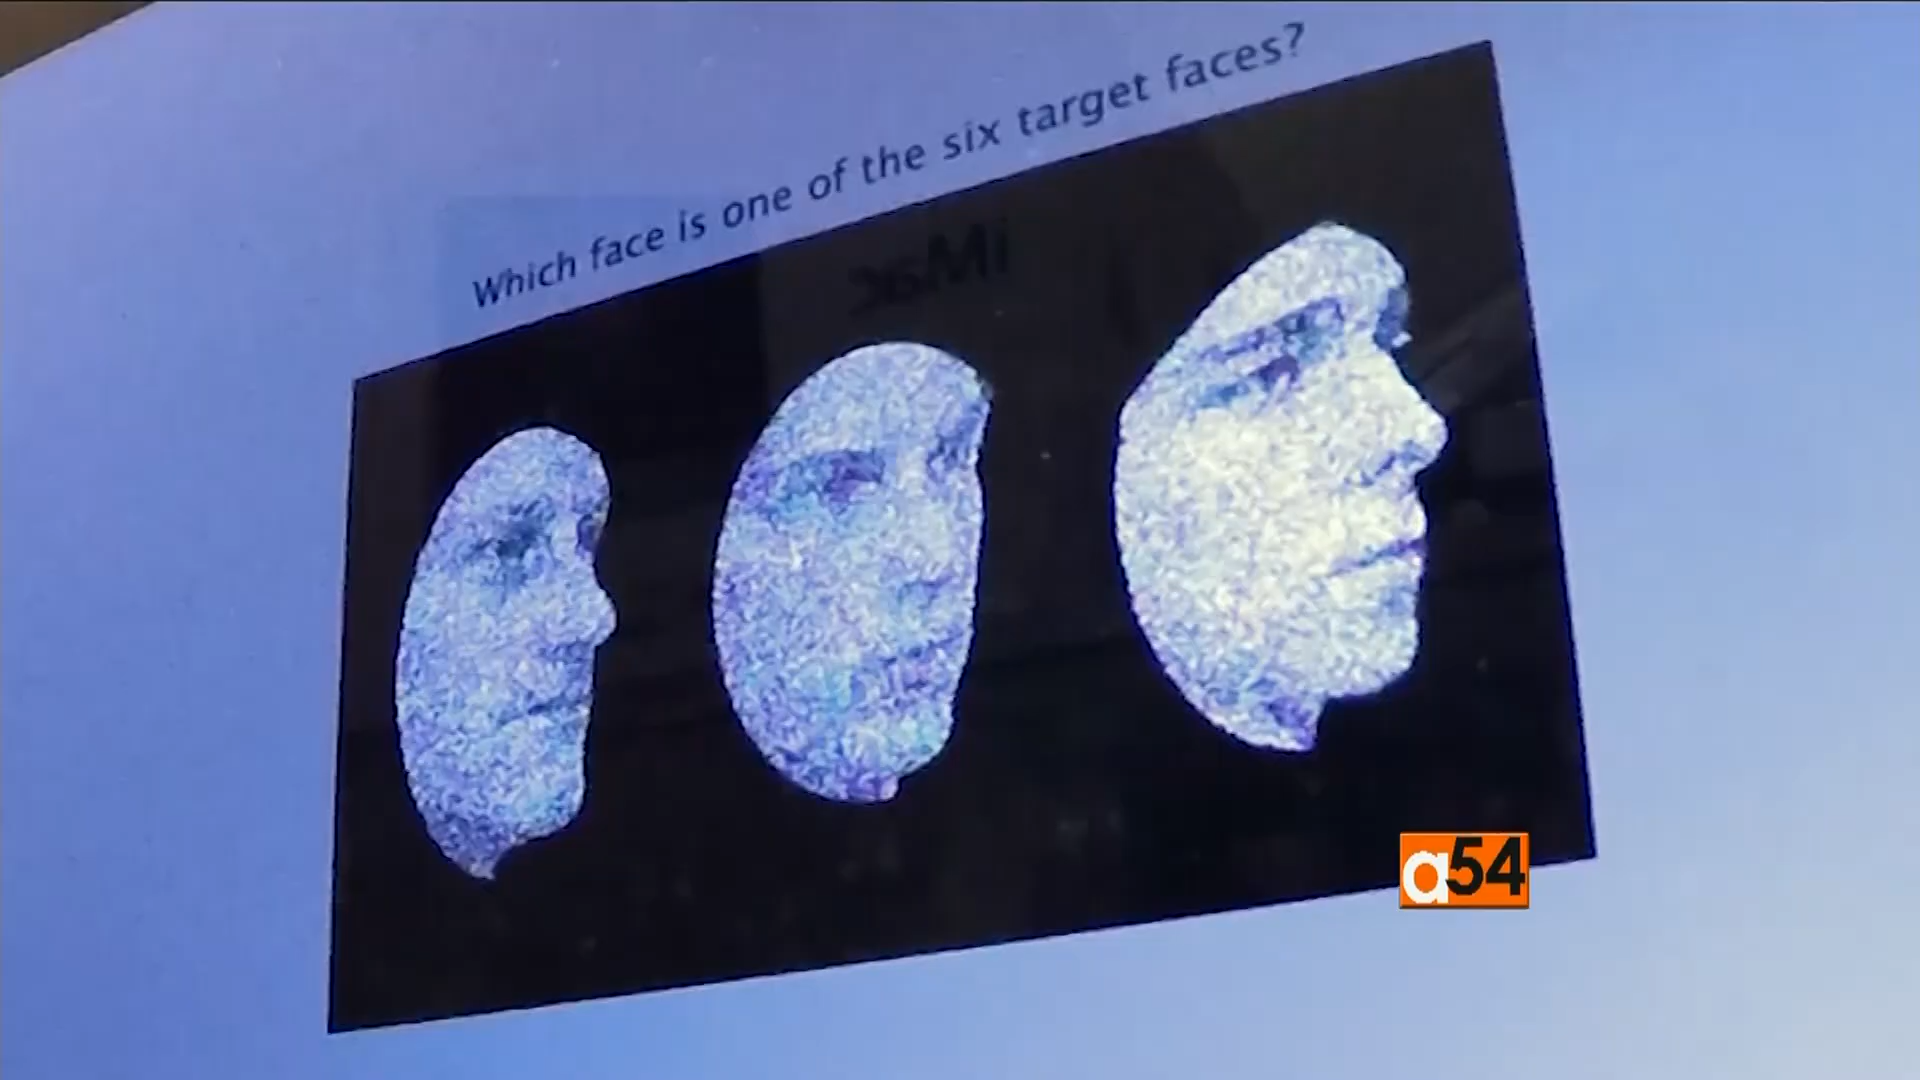 Which face is one of the six target faces?
a54